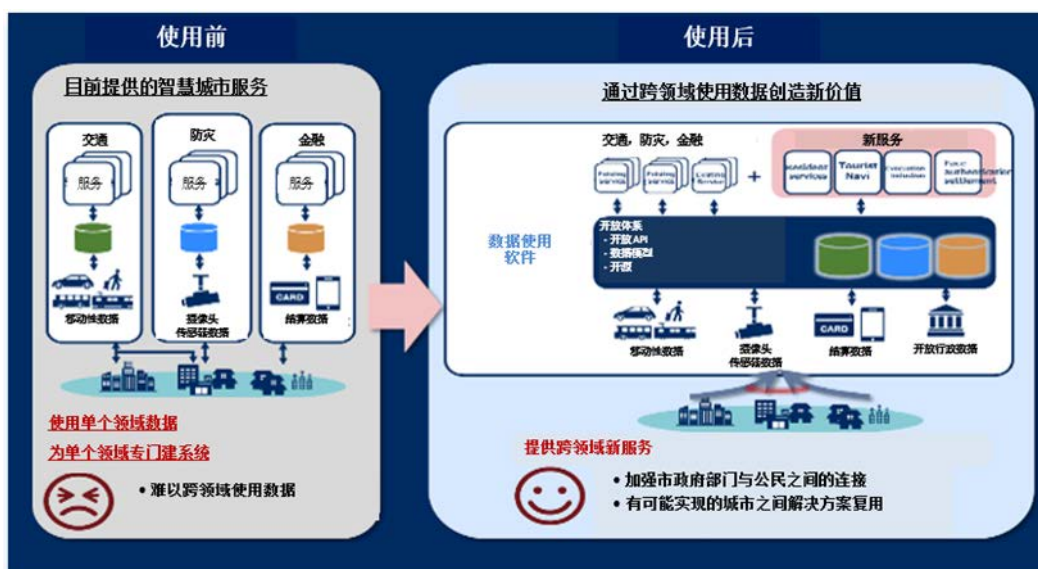 使用前
目前提供的智慧城市服务
交通
防灾
金融
服务
服务
服务
CARD
移动性数据
摄像头
传感器数据
结算数据
使用单个领域数据
为单个领域专门建系统
• 难以跨领域使用数据
使用后
通过跨领域使用数据创造新价值
交通，防灾，金融
新服务
+
Resident
services
Tourist
Navi
Evacuation
Face
authentication
settlement
数据使用
软件
开放体系
- 开放API
- 数据模型
- 开源
CARD
移动性数据
摄像头
传感器数据
结算数据
开放行政数据
提供跨领域新服务
• 加强市政府部门与公民之间的连接
• 有可能实现的城市之间解决方案复用